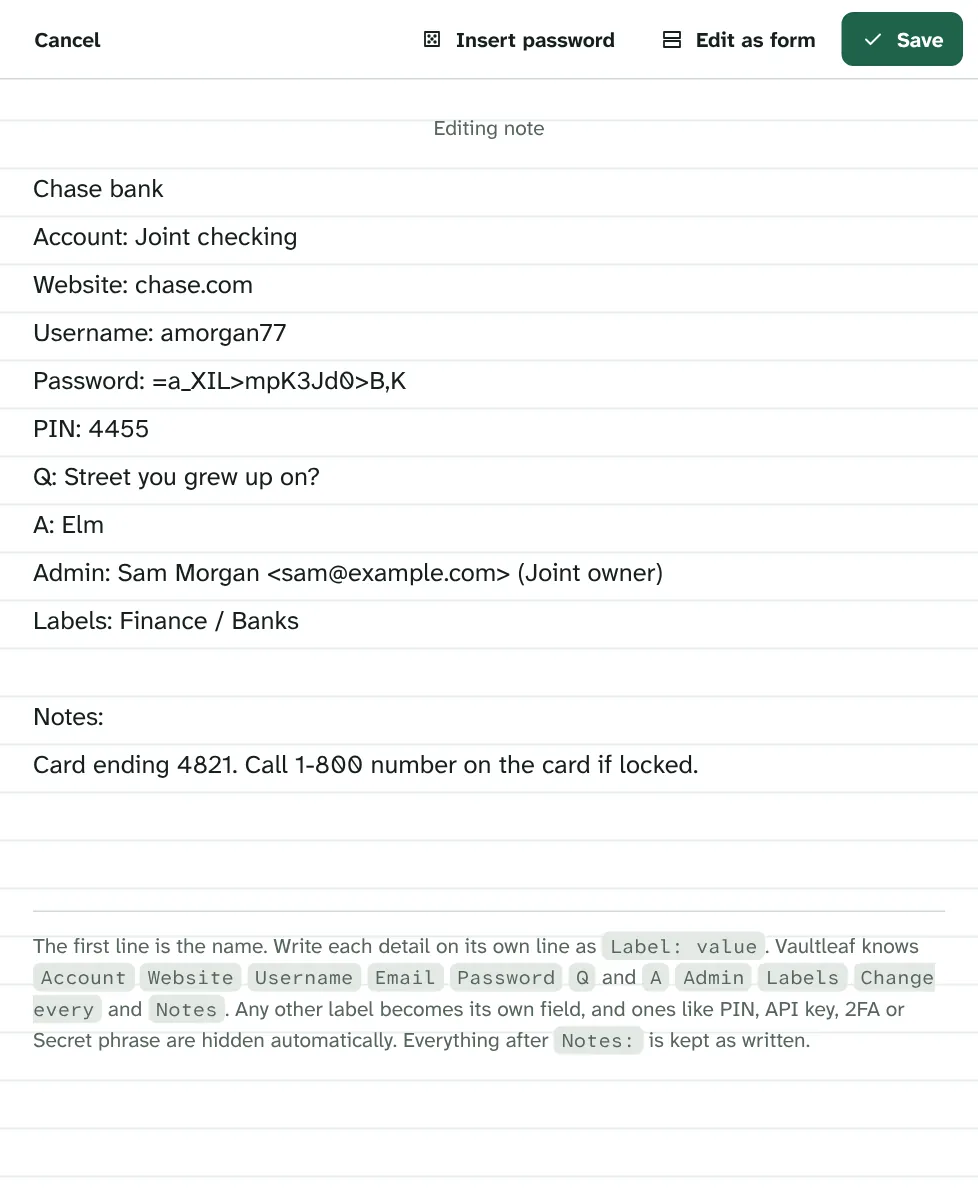 Cancel Insert password Edit as form Save
Editing note
Chase bank
Account: Joint checking
Website: chase.com
Username: amorgan77
Password: =a_XIL>mpK3Jd0>B,K
PIN: 4455
Q: Street you grew up on?
A: Elm
Admin: Sam Morgan <sam@example.com> (Joint owner)
Labels: Finance / Banks
Notes:
Card ending 4821. Call 1-800 number on the card if locked.
The first line is the name. Write each detail on its own line as Label: value. Vaultleaf knows
Account Website Username Email Password Q and A Admin Labels Change
every and Notes. Any other label becomes its own field, and ones like PIN, API key, 2FA or
Secret phrase are hidden automatically. Everything after Notes: is kept as written.